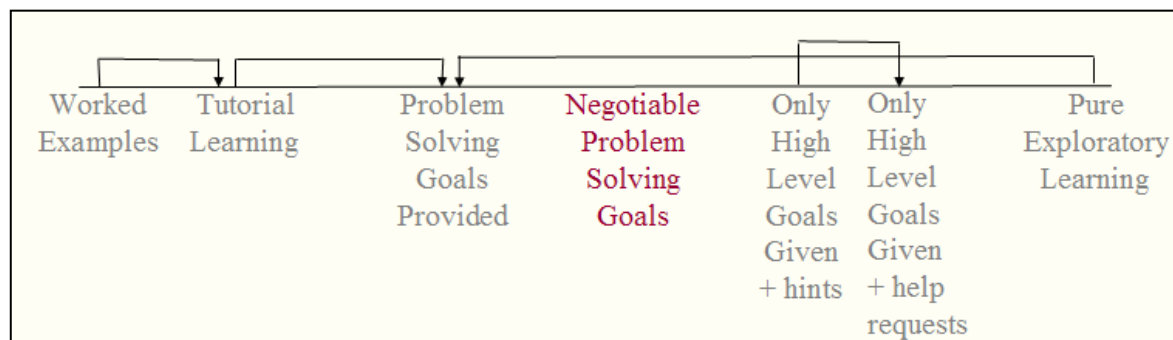 Worked
Examples
Tutorial
Learning
Problem
Solving
Goals
Provided
Negotiable
Problem
Solving
Goals
Only
High
Level
Goals
Given
+ hints
Only
High
Level
Goals
Given
+ help
requests
Pure
Exploratory
Learning